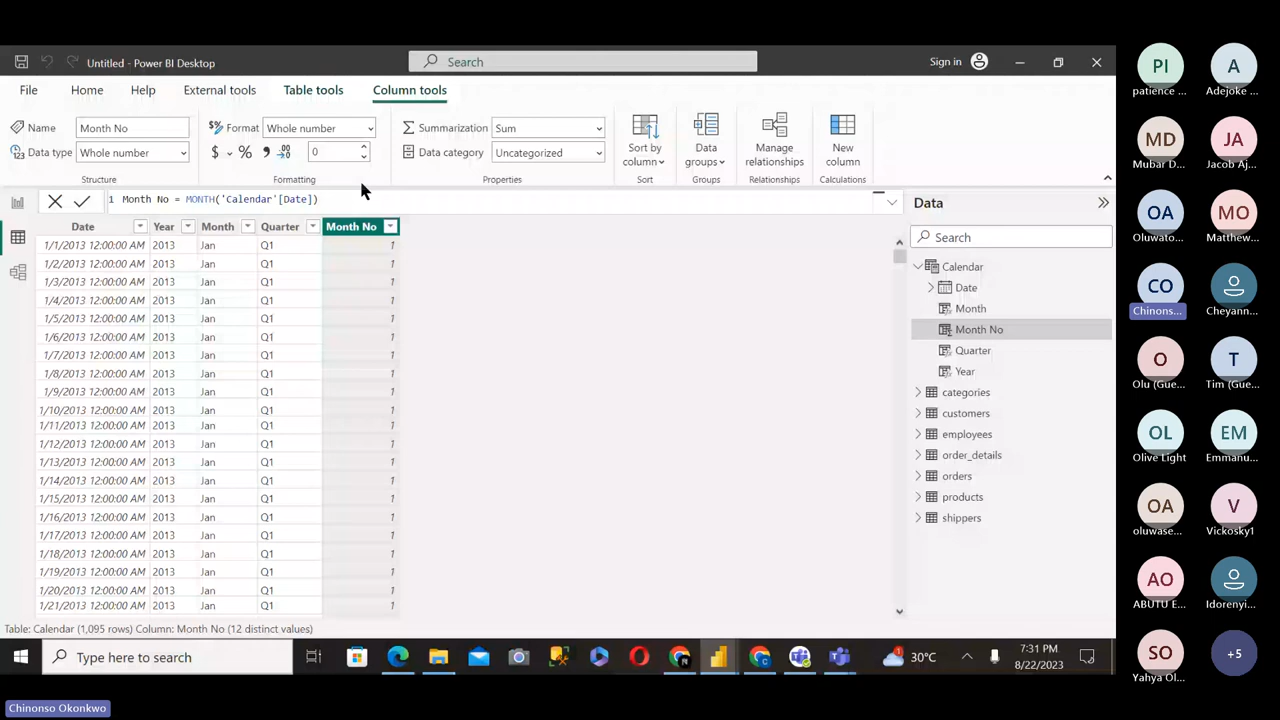 Untitled - Power BI Desktop
Search
Sign in
File
Home
Help
External tools
Table tools
Column tools
Name
Month No
Format
Whole number
Summarization
Sum
Data type
Whole number
$
%
,
.00
0
Data category
Uncategorized
Sort by
column
Data
groups
Manage
relationships
New
column
Structure
Formatting
Properties
Sort
Groups
Relationships
Calculations
1 Month No = MONTH('Calendar'[Date])
Date Year Month Quarter Month No
1/1/2013 12:00:00 AM 2013 Jan Q1 1
1/2/2013 12:00:00 AM 2013 Jan Q1 1
1/3/2013 12:00:00 AM 2013 Jan Q1 1
1/4/2013 12:00:00 AM 2013 Jan Q1 1
1/5/2013 12:00:00 AM 2013 Jan Q1 1
1/6/2013 12:00:00 AM 2013 Jan Q1 1
1/7/2013 12:00:00 AM 2013 Jan Q1 1
1/8/2013 12:00:00 AM 2013 Jan Q1 1
1/9/2013 12:00:00 AM 2013 Jan Q1 1
1/10/2013 12:00:00 AM 2013 Jan Q1 1
1/11/2013 12:00:00 AM 2013 Jan Q1 1
1/12/2013 12:00:00 AM 2013 Jan Q1 1
1/13/2013 12:00:00 AM 2013 Jan Q1 1
1/14/2013 12:00:00 AM 2013 Jan Q1 1
1/15/2013 12:00:00 AM 2013 Jan Q1 1
1/16/2013 12:00:00 AM 2013 Jan Q1 1
1/17/2013 12:00:00 AM 2013 Jan Q1 1
1/18/2013 12:00:00 AM 2013 Jan Q1 1
1/19/2013 12:00:00 AM 2013 Jan Q1 1
1/20/2013 12:00:00 AM 2013 Jan Q1 1
1/21/2013 12:00:00 AM 2013 Jan Q1 1
Table: Calendar (1,095 rows) Column: Month No (12 distinct values)
Data
Search
Calendar
Date
Month
Month No
Quarter
Year
categories
customers
employees
order_details
orders
products
shippers
Type here to search
30°C
7:31 PM
8/22/2023
Chinonso Okonkwo
PI
patience ...
A
Adejoke ...
MD
Mubar D...
JA
Jacob Aj...
OA
Oluwato...
MO
Matthew...
CO
Chinons...
Cheyann...
O
Olu (Gue...
T
Tim (Gue...
OL
Olive Light
EM
Emmanu...
OA
oluwase...
V
Vickosky1
AO
ABUTU E...
Idorenyi...
SO
Yahya Ol...
+5